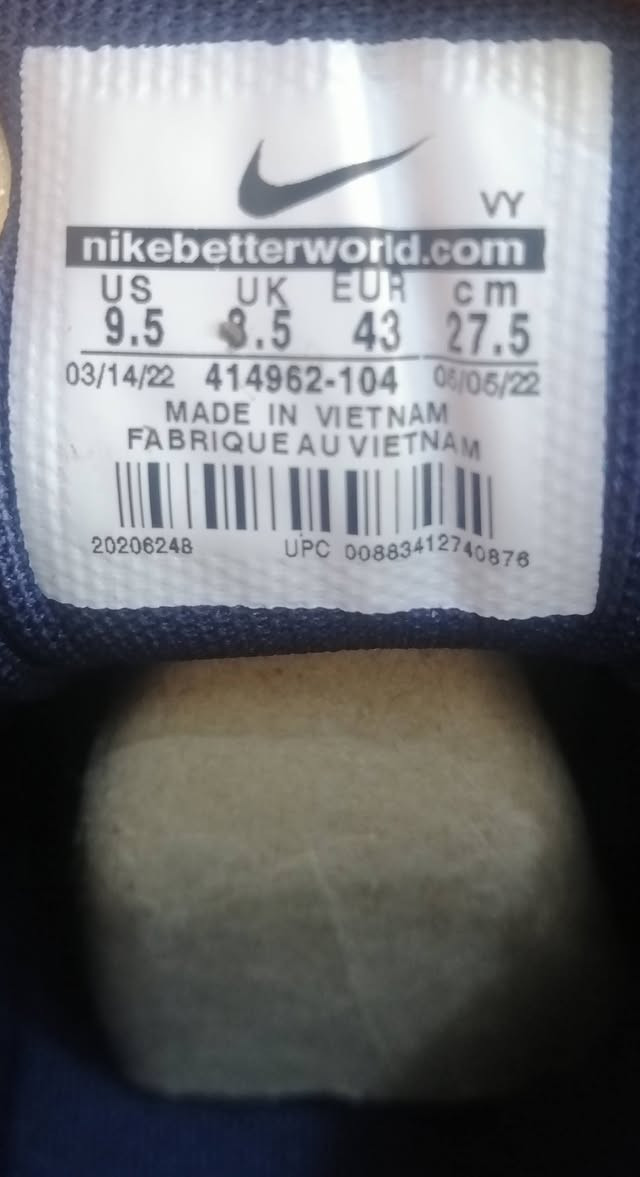 VY
nikebetterworld.com
US UK EUR cm
9.5 8.5 43 27.5
03/14/22 414962-104 06/05/22
MADE IN VIETNAM
FABRIQUE AU VIETNAM
20206248 UPC 00883412740876